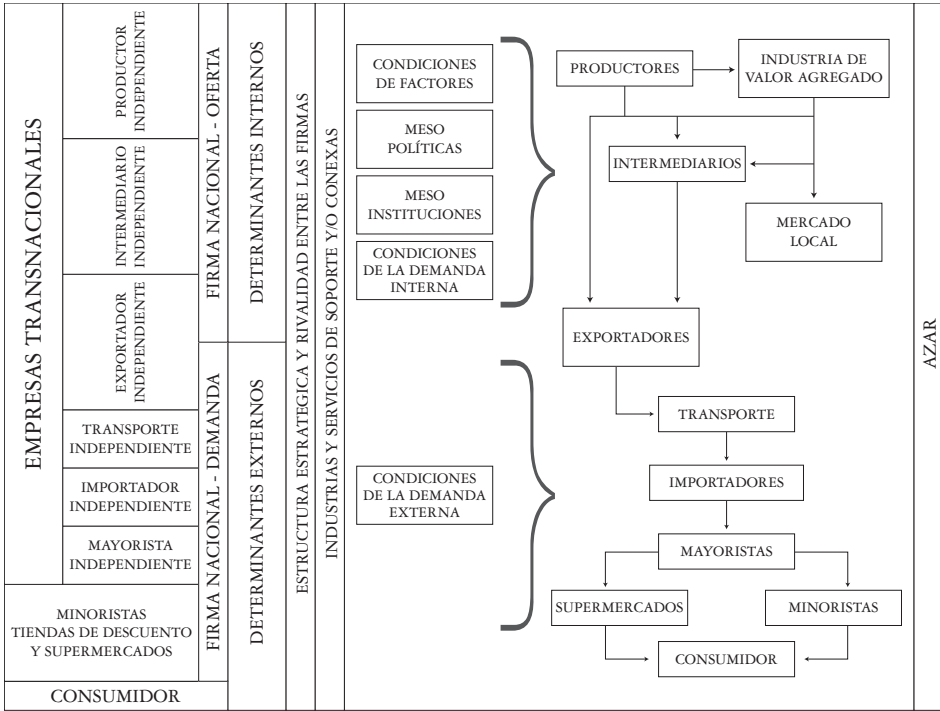 EMPRESAS TRANSNACIONALES
PRODUCTOR
INDEPENDIENTE
INTERMEDIARIO
INDEPENDIENTE
EXPORTADOR
INDEPENDIENTE
TRANSPORTE
INDEPENDIENTE
IMPORTADOR
INDEPENDIENTE
MAYORISTA
INDEPENDIENTE
MINORISTAS
TIENDAS DE DESCUENTO
Y SUPERMERCADOS
CONSUMIDOR
FIRMA NACIONAL - OFERTA
FIRMA NACIONAL - DEMANDA
DETERMINANTES INTERNOS
DETERMINANTES EXTERNOS
ESTRUCTURA ESTRATEGICA Y RIVALIDAD ENTRE LAS FIRMAS
INDUSTRIAS Y SERVICIOS DE SOPORTE Y/O CONEXAS
CONDICIONES
DE FACTORES
MESO
POLÍTICAS
MESO
INSTITUCIONES
CONDICIONES
DE LA DEMANDA
INTERNA
CONDICIONES
DE LA DEMANDA
EXTERNA
PRODUCTORES
INDUSTRIA DE
VALOR AGREGADO
INTERMEDIARIOS
MERCADO
LOCAL
EXPORTADORES
TRANSPORTE
IMPORTADORES
MAYORISTAS
SUPERMERCADOS
MINORISTAS
CONSUMIDOR
AZAR